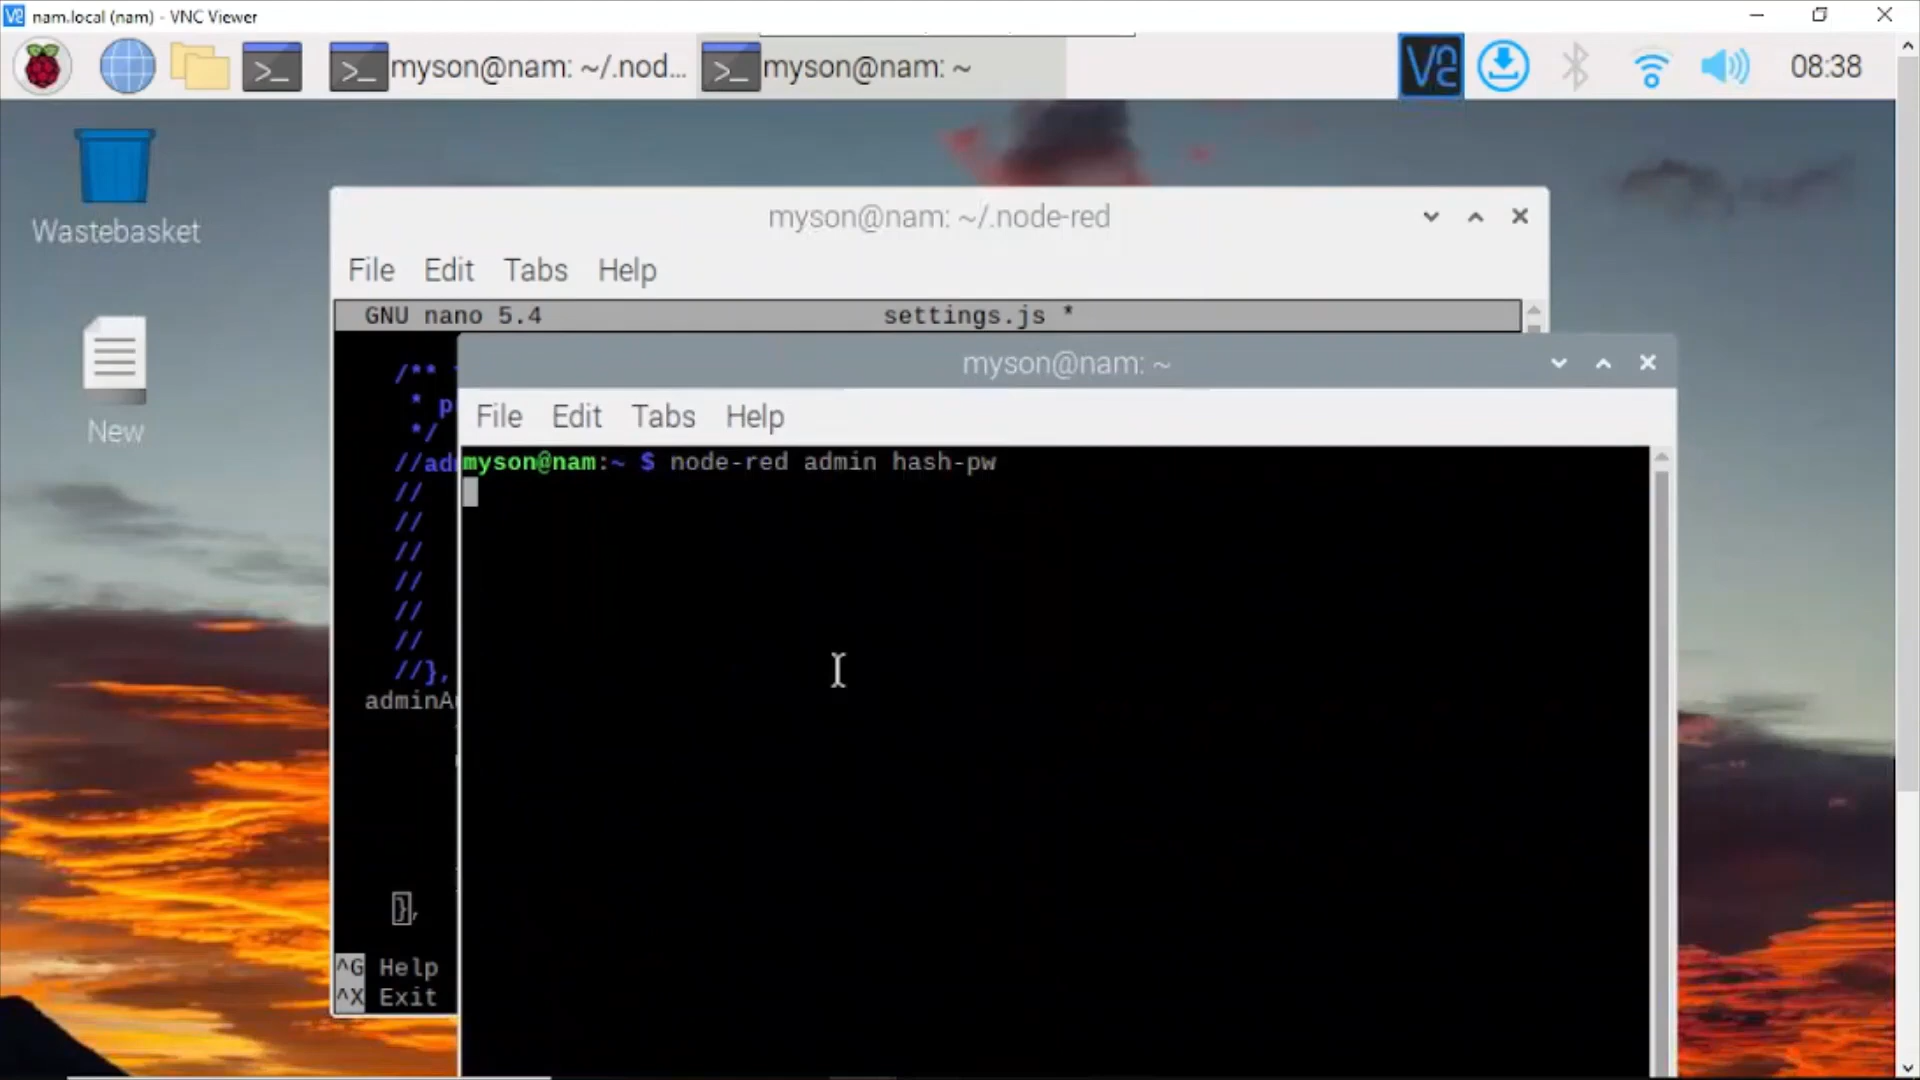 nam.local (nam) - VNC Viewer
myson@nam: ~/.nod...
myson@nam: ~
08:38
Wastebasket
New
myson@nam: ~/.node-red
File Edit Tabs Help
GNU nano 5.4 settings.js *
/**
* p
*/
//ad
//
//
//
//
//
//
//},
adminA
},
^G Help
^X Exit
myson@nam: ~
File Edit Tabs Help
myson@nam:~ $ node-red admin hash-pw